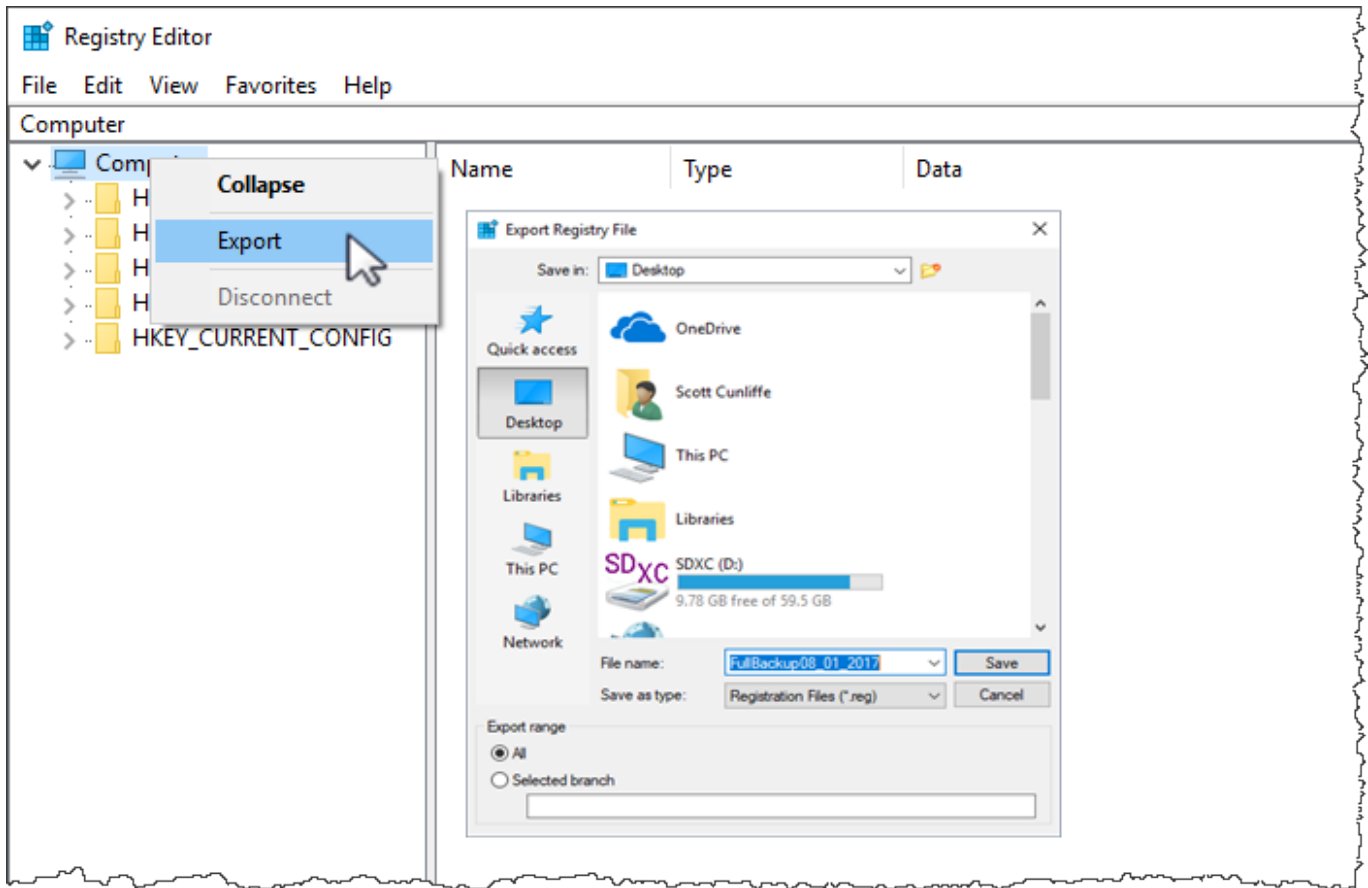 Registry Editor
File Edit View Favorites Help
Computer
Name Type Data
Collapse
H
H
Export
H
H
Disconnect
HKEY_CURRENT_CONFIG
Export Registry File
Save in: Desktop
Quick access
Desktop
Libraries
This PC
Network
OneDrive
Scott Cunliffe
This PC
Libraries
SDXC SDXC (D:)
9.78 GB free of 59.5 GB
File name: FullBackup08_01_2017 Save
Save as type: Registration Files (*.reg) Cancel
Export range
All
Selected branch